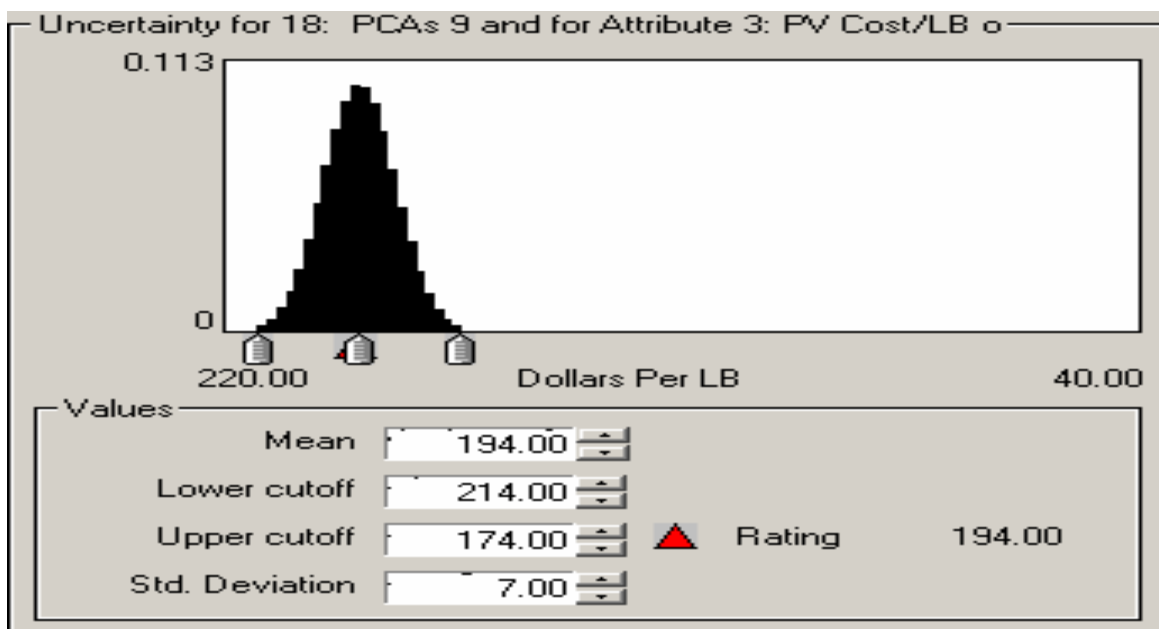 Uncertainty for 18: PCAs 9 and for Attribute 3: PV Cost/LB o
0.113
0
220.00 Dollars Per LB 40.00
Values
Mean 194.00
Lower cutoff 214.00
Upper cutoff 174.00 Rating 194.00
Std. Deviation 7.00